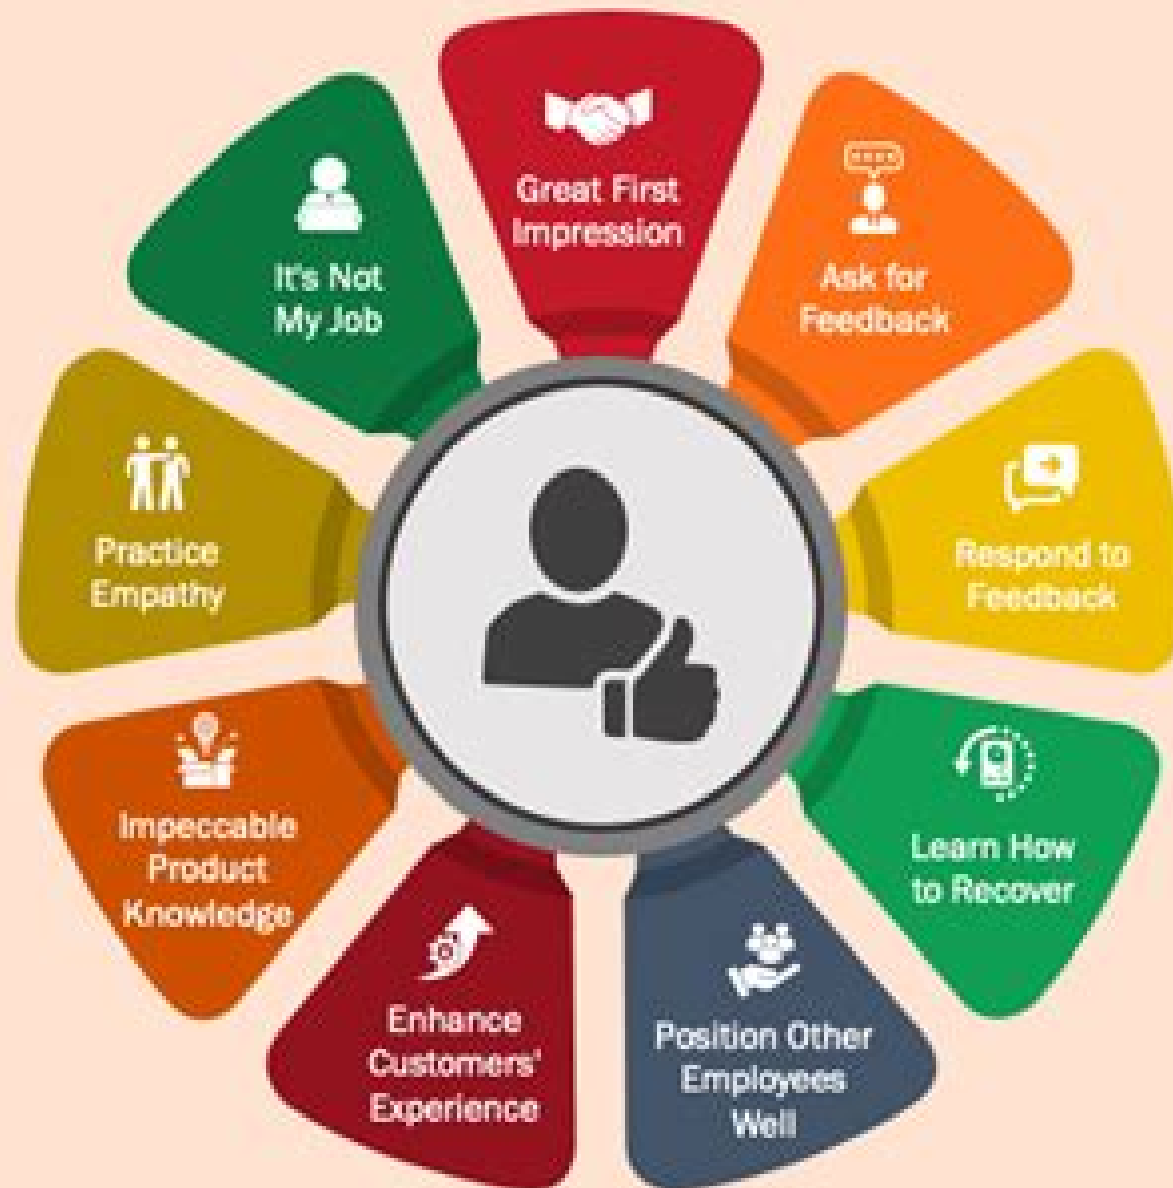 Great First
Impression
Ask for
Feedback
Respond to
Feedback
Learn How
to Recover
Position Other
Employees
Well
Enhance
Customers'
Experience
Impeccable
Product
Knowledge
Practice
Empathy
It's Not
My Job